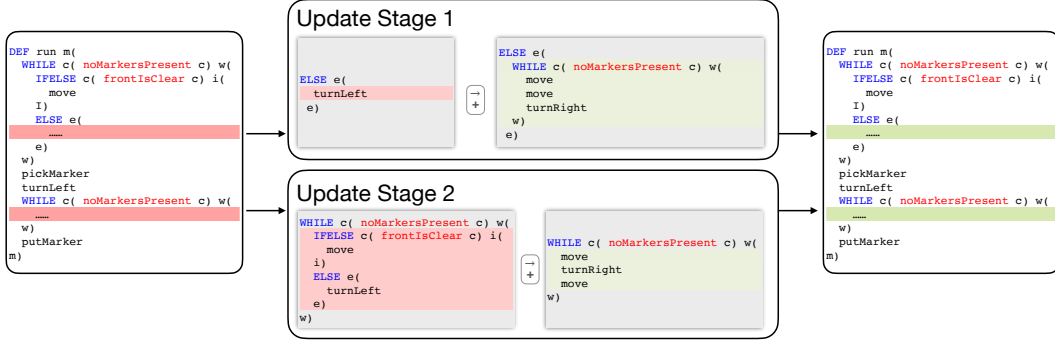 DEF run m(
WHILE c( noMarkersPresent c) w(
IFELSE c( frontIsClear c) i(
move
I)
ELSE e(
……
e)
w)
pickMarker
turnLeft
WHILE c( noMarkersPresent c) w(
……
w)
putMarker
m)
Update Stage 1
ELSE e(
turnLeft
e)
→
+
ELSE e(
WHILE c( noMarkersPresent c) w(
move
move
turnRight
w)
e)
Update Stage 2
WHILE c( noMarkersPresent c) w(
IFELSE c( frontIsClear c) i(
move
i)
ELSE e(
turnLeft
e)
w)
→
+
WHILE c( noMarkersPresent c) w(
move
turnRight
move
w)
DEF run m(
WHILE c( noMarkersPresent c) w(
IFELSE c( frontIsClear c) i(
move
I)
ELSE e(
……
e)
w)
pickMarker
turnLeft
WHILE c( noMarkersPresent c) w(
……
w)
putMarker
m)